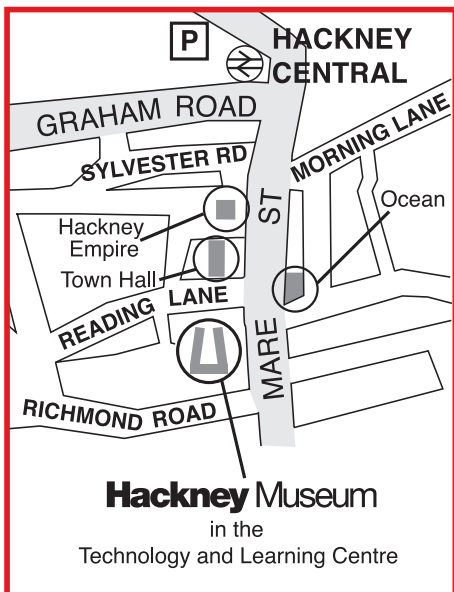 P
HACKNEY
CENTRAL
GRAHAM ROAD
SYLVESTER RD
MORNING LANE
Ocean
Hackney
Empire
Town Hall
READING LANE
MARE ST
RICHMOND ROAD
Hackney Museum
in the
Technology and Learning Centre